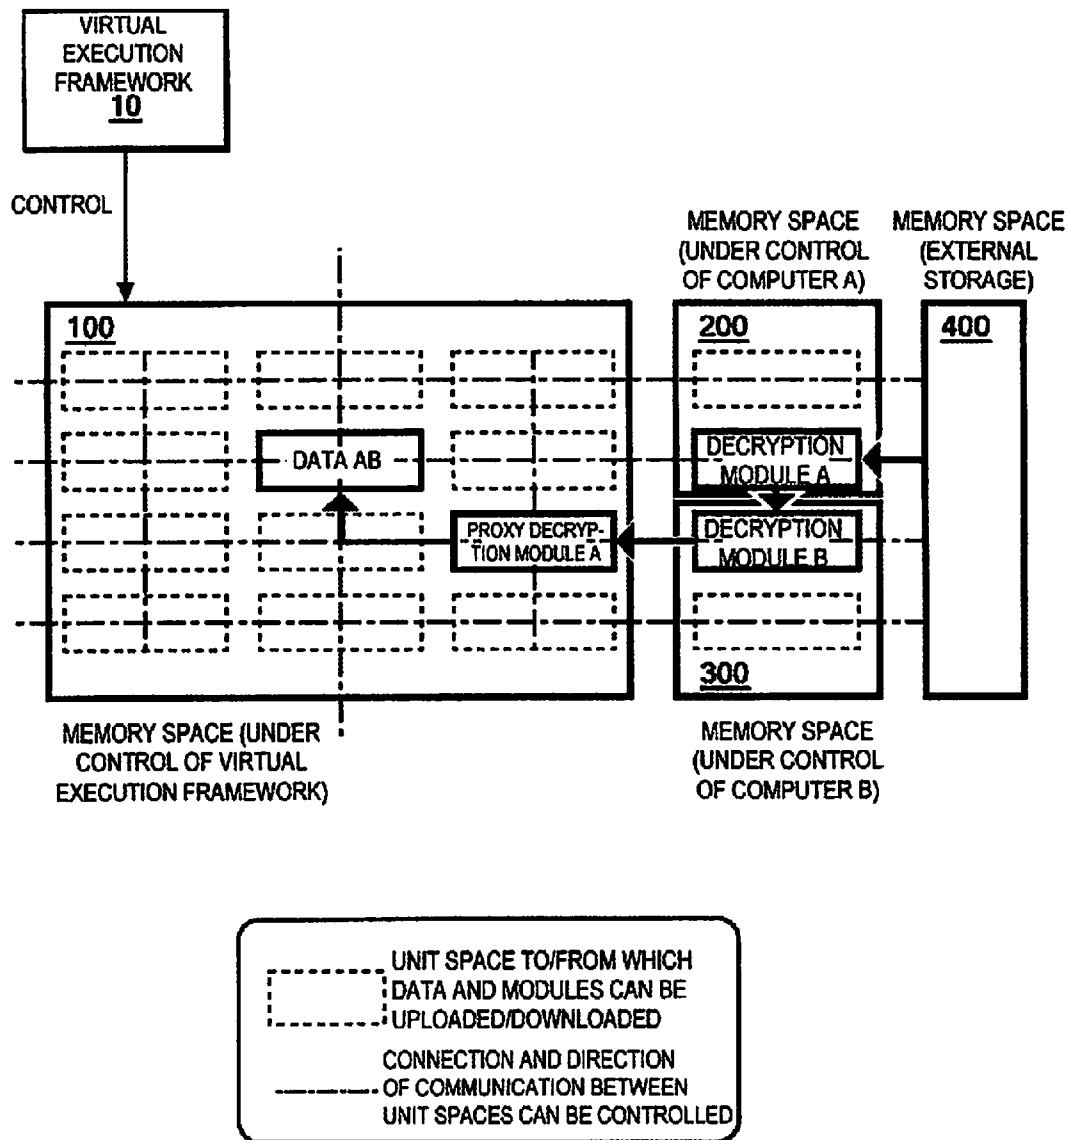 VIRTUAL
EXECUTION
FRAMEWORK
10
CONTROL
MEMORY SPACE
(UNDER CONTROL
OF COMPUTER A)
MEMORY SPACE
(EXTERNAL
STORAGE)
100
200
400
DATA AB
DECRYPTION
MODULE A
PROXY DECRYP-
TION MODULE A
DECRYPTION
MODULE B
300
MEMORY SPACE (UNDER
CONTROL OF VIRTUAL
EXECUTION FRAMEWORK)
MEMORY SPACE
(UNDER CONTROL
OF COMPUTER B)
UNIT SPACE TO/FROM WHICH
DATA AND MODULES CAN BE
UPLOADED/DOWNLOADED
CONNECTION AND DIRECTION
OF COMMUNICATION BETWEEN
UNIT SPACES CAN BE CONTROLLED